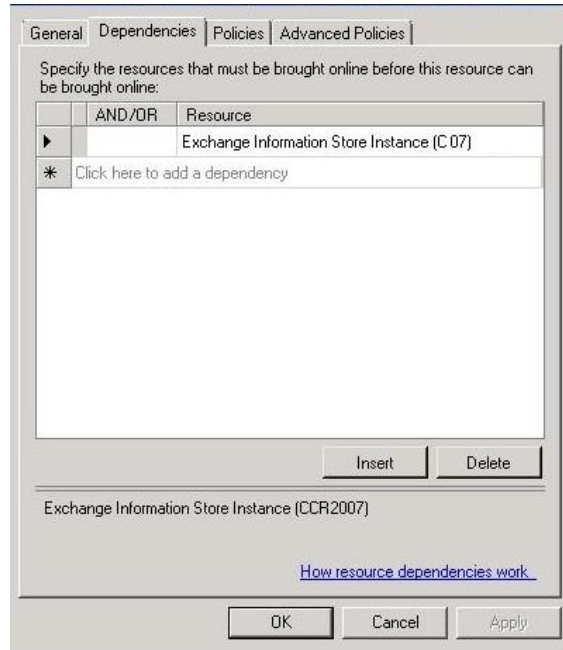 General Dependencies Policies Advanced Policies
Specify the resources that must be brought online before this resource can
be brought online:
AND/OR Resource
Exchange Information Store Instance (C 07)
Click here to add a dependency
Insert Delete
Exchange Information Store Instance (CCR2007)
How resource dependencies work
OK Cancel Apply